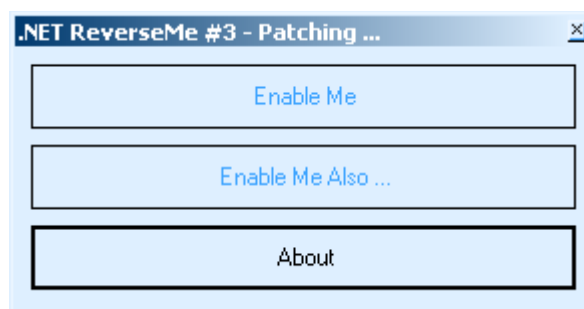 .NET ReverseMe #3 - Patching ...
Enable Me
Enable Me Also ...
About